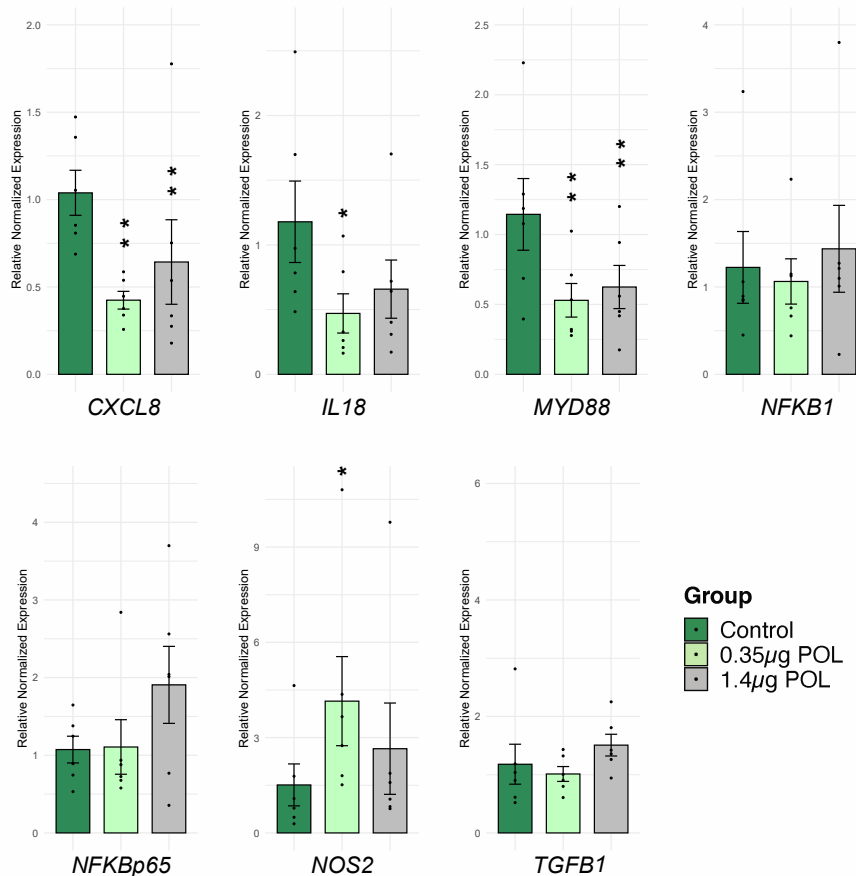 Relative Normalized Expression
2.0
1.5
1.0
0.5
0.0
* *
* *
CXCL8
Relative Normalized Expression
2
1
0
*
IL18
Relative Normalized Expression
2.5
2.0
1.5
1.0
0.5
0.0
* *
* *
MYD88
Relative Normalized Expression
4
3
2
1
0
NFKB1
Relative Normalized Expression
4
3
2
1
0
NFKBp65
Relative Normalized Expression
9
6
3
0
*
NOS2
Relative Normalized Expression
6
4
2
0
TGFB1
Group
Control
0.35µg POL
1.4µg POL